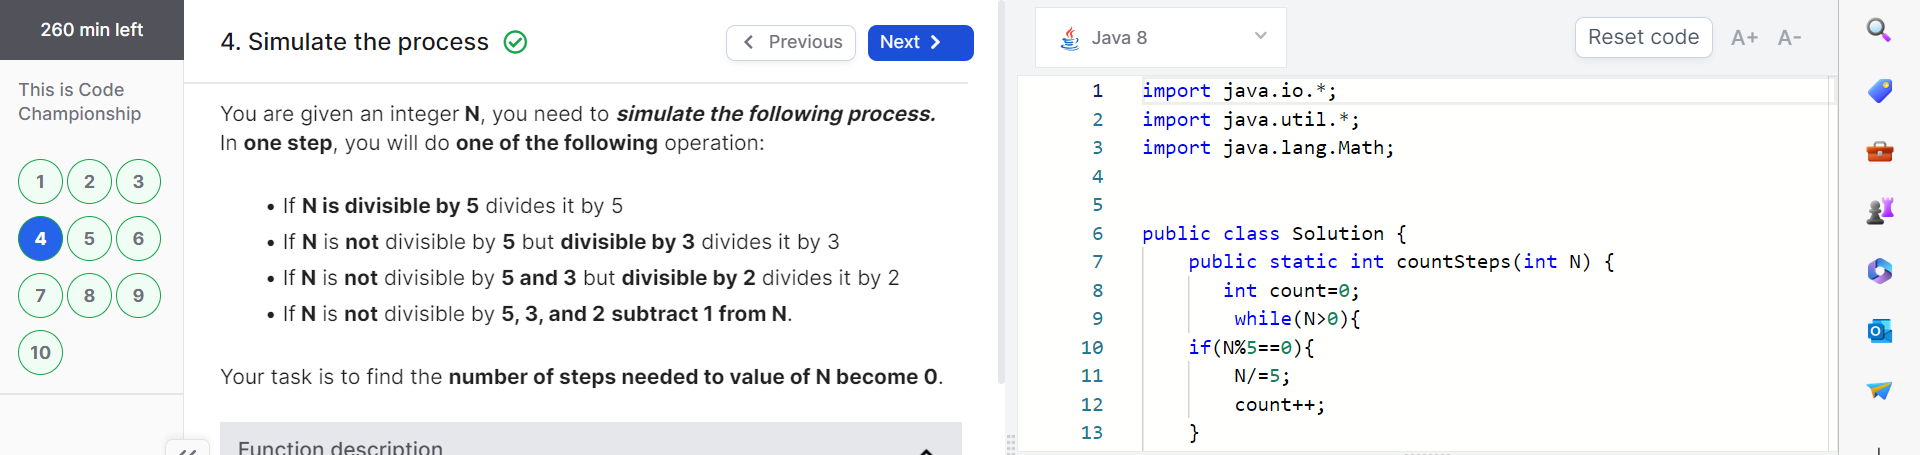 260 min left
This is Code
Championship
1 2 3
4 5 6
7 8 9
10
4. Simulate the process
Previous
Next
You are given an integer N, you need to simulate the following process.
In one step, you will do one of the following operation:
• If N is divisible by 5 divides it by 5
• If N is not divisible by 5 but divisible by 3 divides it by 3
• If N is not divisible by 5 and 3 but divisible by 2 divides it by 2
• If N is not divisible by 5, 3, and 2 subtract 1 from N.
Your task is to find the number of steps needed to value of N become 0.
Function description
Java 8
Reset code
A+ A-
1 import java.io.*;
2 import java.util.*;
3 import java.lang.Math;
4
5
6 public class Solution {
7 public static int countSteps(int N) {
8 int count=0;
9 while(N>0){
10 if(N%5==0){
11 N/=5;
12 count++;
13 }